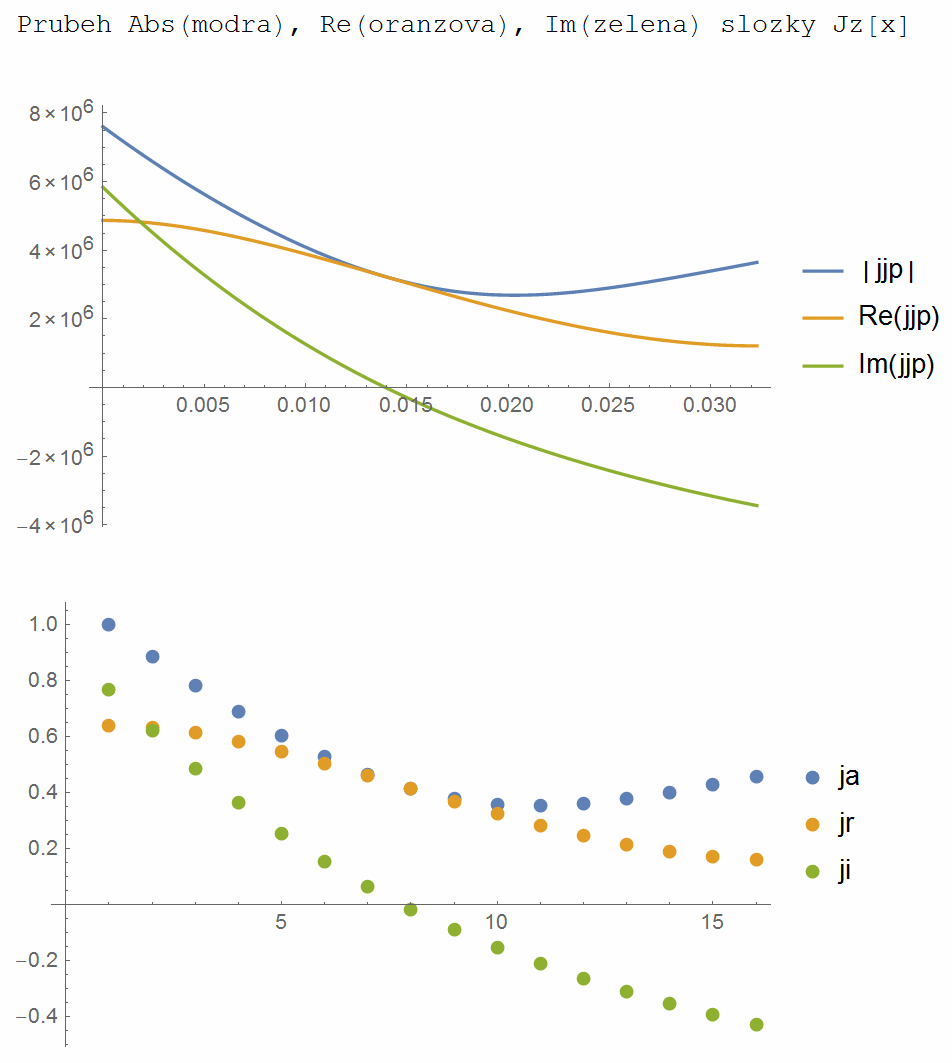 Prubeh Abs(modra), Re(oranzova), Im(zelena) slozky Jz[x]
8×10⁶
6×10⁶
4×10⁶
2×10⁶
0.005 0.010 0.015 0.020 0.025 0.030
−2×10⁶
−4×10⁶
|jjp|
Re(jjp)
Im(jjp)
1.0
0.8
0.6
0.4
0.2
5 10 15
−0.2
−0.4
ja
jr
ji